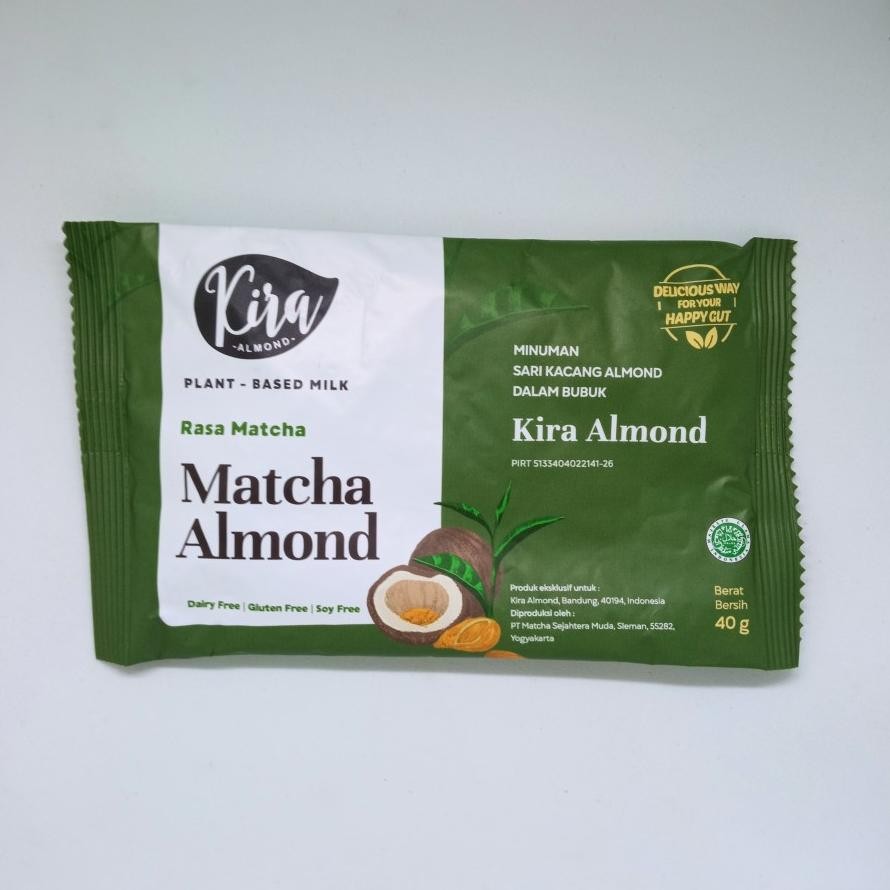 Kira
-ALMOND-
PLANT - BASED MILK
Rasa Matcha
Matcha
Almond
Dairy Free | Gluten Free | Soy Free
DELICIOUS WAY
FOR YOUR
HAPPY GUT
MINUMAN
SARI KACANG ALMOND
DALAM BUBUK
Kira Almond
PIRT 5133404022141-26
Produk eksklusif untuk :
Kira Almond, Bandung, 40194, Indonesia
Diproduksi oleh :
PT Matcha Sejahtera Muda, Sleman, 55282,
Yogyakarta
Berat
Bersih
40 g